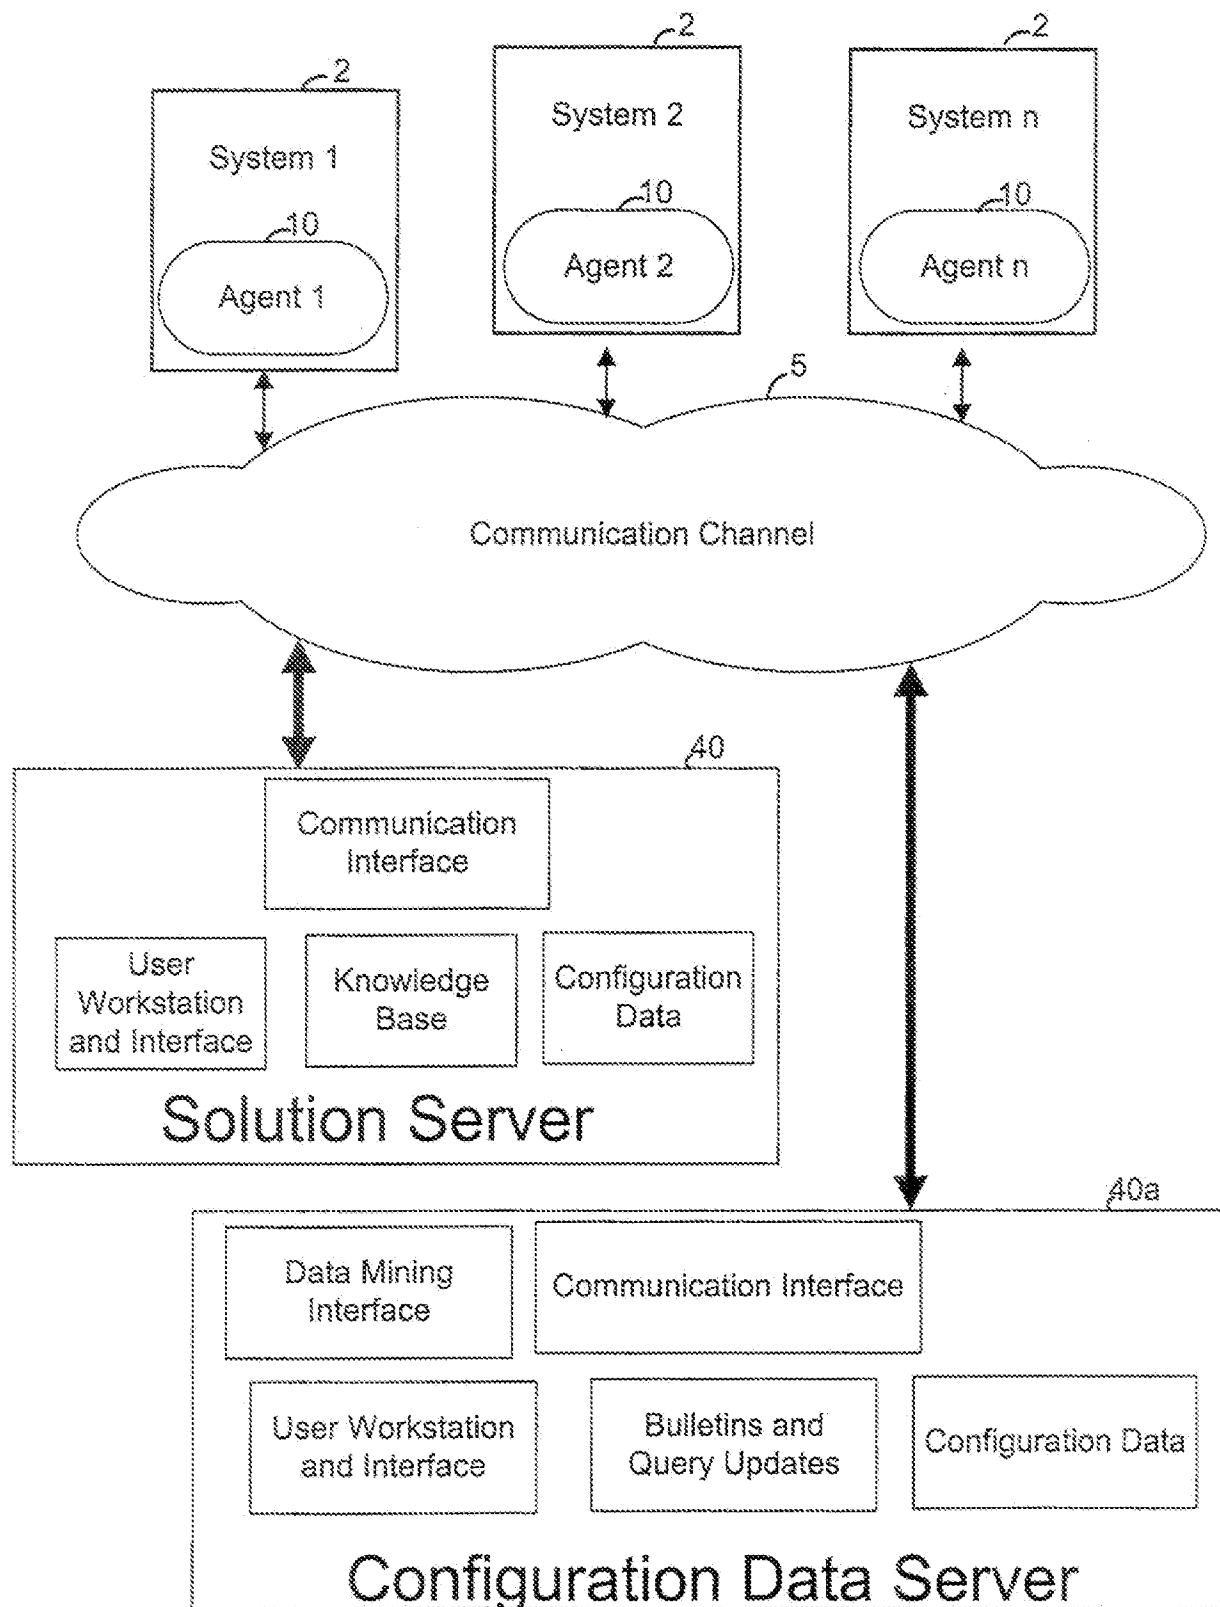 2
2
2
System 1
System 2
System n
10
10
10
Agent 1
Agent 2
Agent n
5
Communication Channel
40
Communication
Interface
User
Workstation
and Interface
Knowledge
Base
Configuration
Data
Solution Server
40a
Data Mining
Interface
Communication Interface
User Workstation
and Interface
Bulletins and
Query Updates
Configuration Data
Configuration Data Server